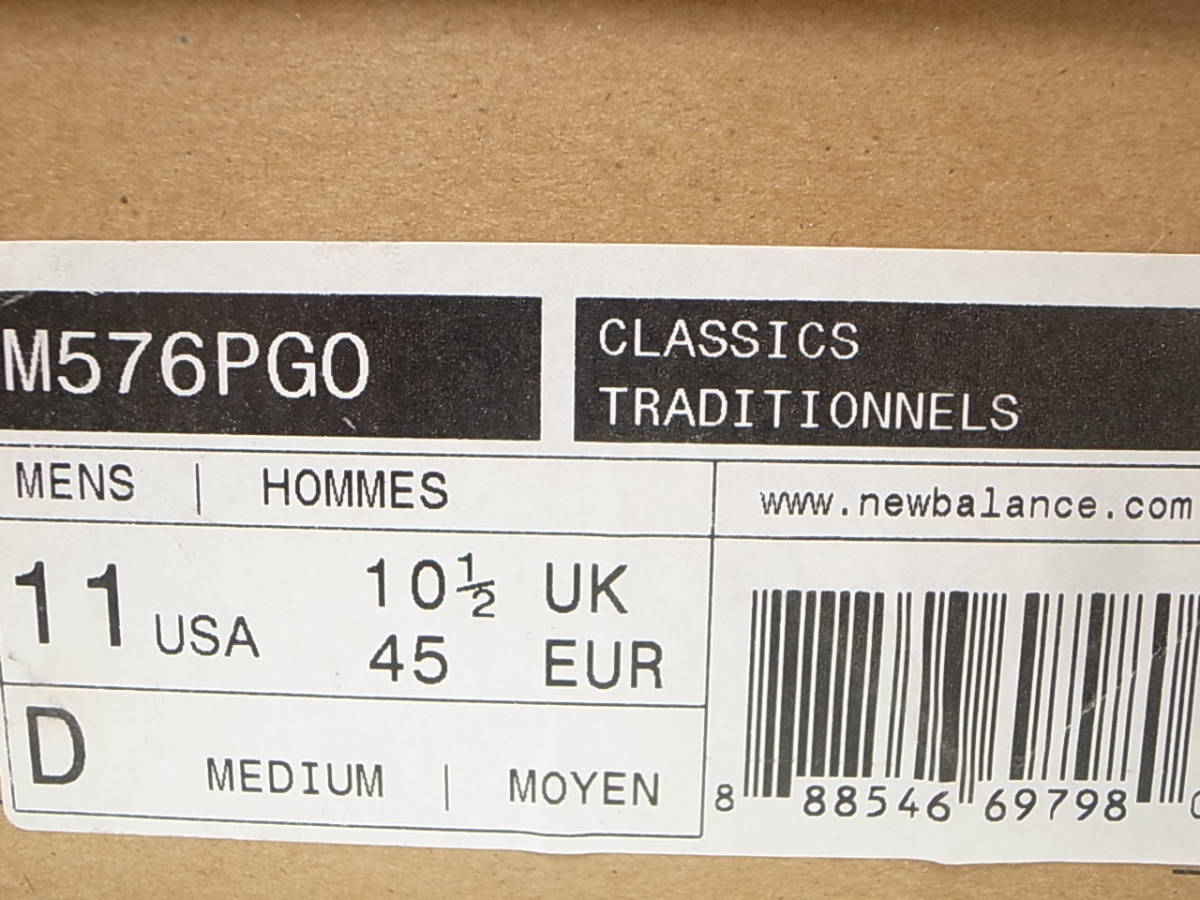 M576PGO
CLASSICS
TRADITIONNELS
MENS | HOMMES
www.newbalance.com
11 USA
10½ UK
45 EUR
D
MEDIUM | MOYEN
8 88546 69798